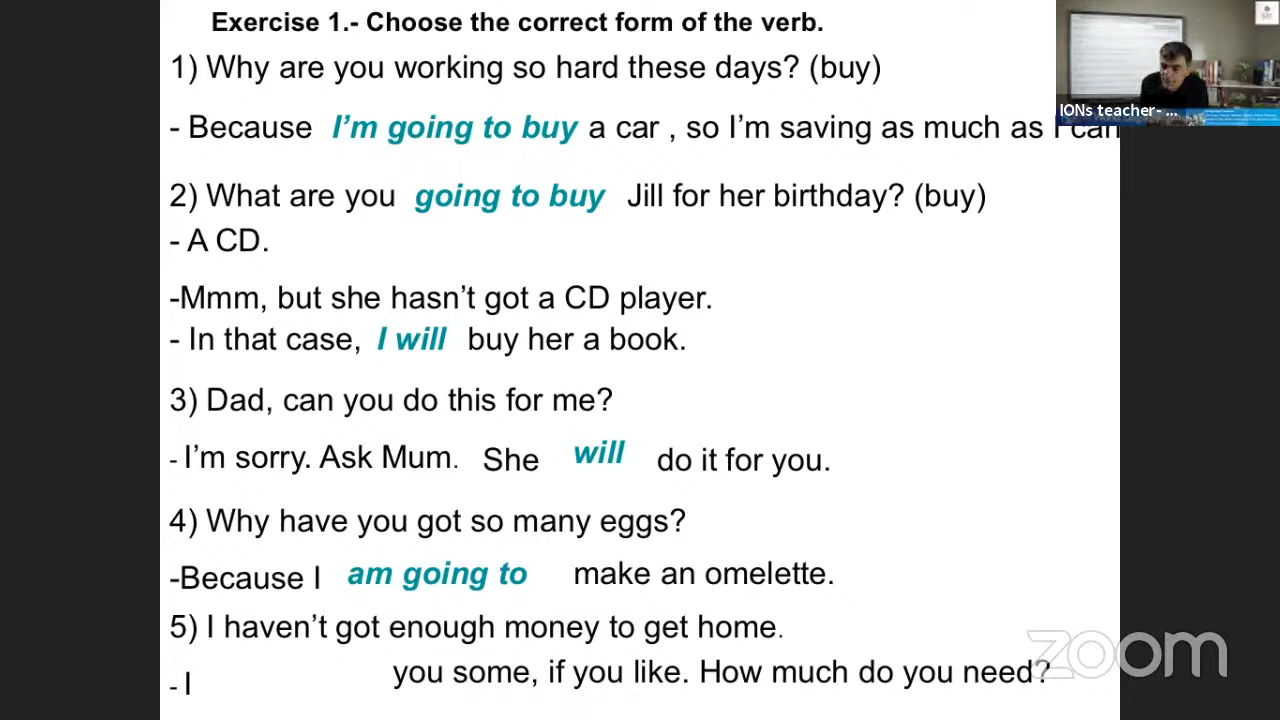 Exercise 1.- Choose the correct form of the verb.
1) Why are you working so hard these days? (buy)
- Because I'm going to buy a car , so I'm saving as much as I can
2) What are you going to buy Jill for her birthday? (buy)
- A CD.
-Mmm, but she hasn't got a CD player.
- In that case, I will buy her a book.
3) Dad, can you do this for me?
- I'm sorry. Ask Mum. She will do it for you.
4) Why have you got so many eggs?
-Because I am going to make an omelette.
5) I haven't got enough money to get home.
- I you some, if you like. How much do you need?
IONs teacher- ...
zoom